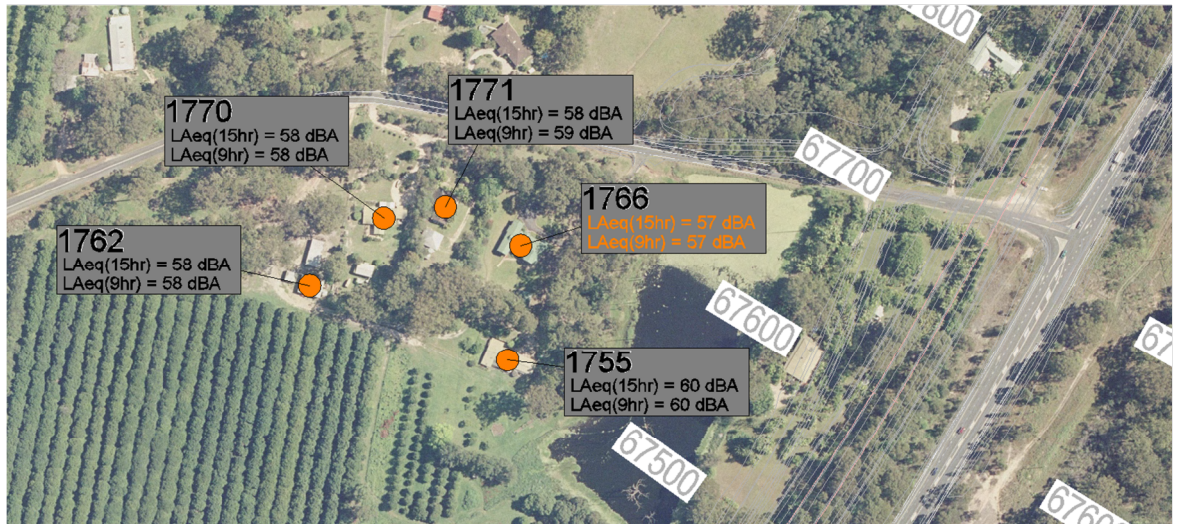 1771
LAeq(15hr) = 58 dBA
LAeq(9hr) = 59 dBA
1770
LAeq(15hr) = 58 dBA
LAeq(9hr) = 58 dBA
67700
1766
LAeq(15hr) = 57 dBA
LAeq(9hr) = 57 dBA
1762
LAeq(15hr) = 58 dBA
LAeq(9hr) = 58 dBA
67600
1755
LAeq(15hr) = 60 dBA
LAeq(9hr) = 60 dBA
67500